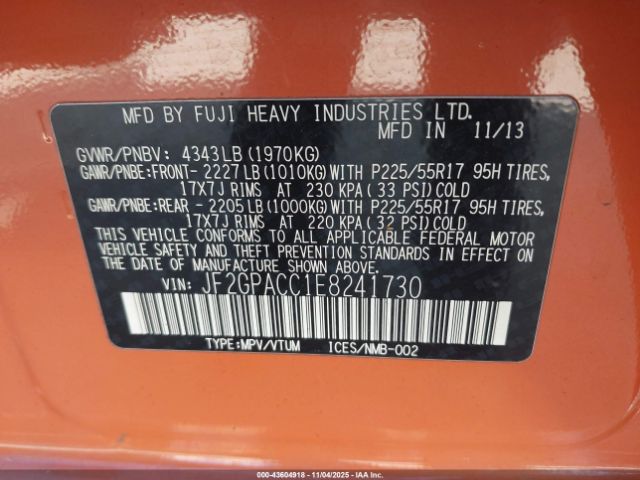 MFD BY FUJI HEAVY INDUSTRIES LTD.
MFD IN 11/13
GVWR/PNBV: 4343LB(1970KG)
GAWR/PNBE:FRONT- 2227LB(1010KG)WITH P225/55R17 95H TIRES,
17X7J RIMS AT 230 KPA( 33 PSI)COLD
GAWR/PNBE:REAR - 2205LB(1000KG)WITH P225/55R17 95H TIRES,
17X7J RIMS AT 220 KPA( 32 PSI)COLD
THIS VEHICLE CONFORMS TO ALL APPLICABLE FEDERAL MOTOR
VEHICLE SAFETY AND THEFT PREVENTION STANDARDS
IN EFFECT ON THE DATE OF MANUFACTURE SHOWN ABOVE.
VIN: JF2GPACC1E8241730
TYPE:MPV/VTUM ICES/NMB-002
000-43604918 - 11/04/2025 - IAAI Inc.